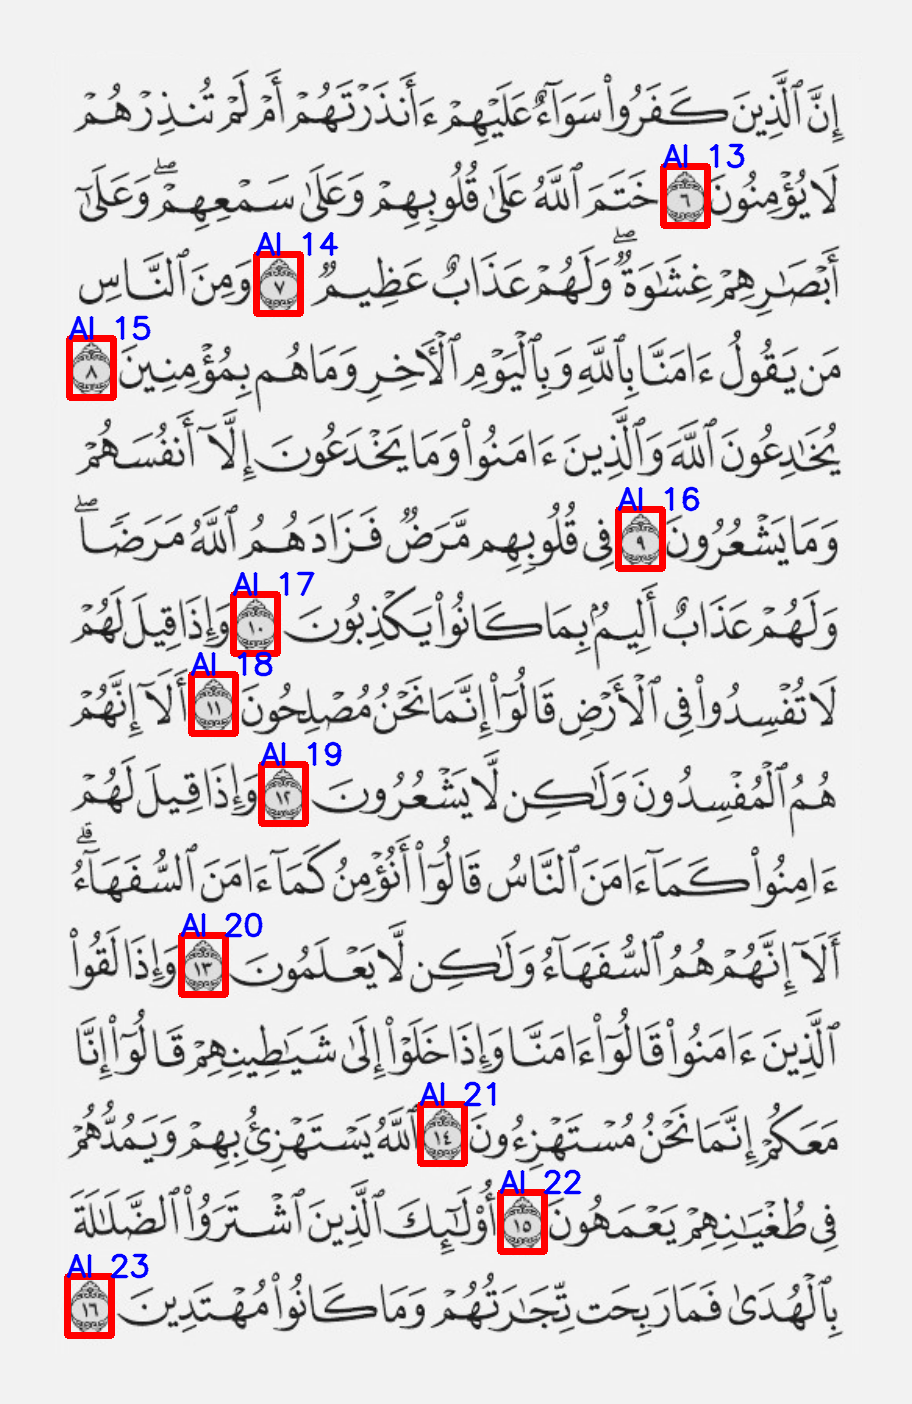 إِنَّ ٱلَّذِينَ كَفَرُوا۟ سَوَآءٌ عَلَيْهِمْ ءَأَنذَرْتَهُمْ أَمْ لَمْ تُنذِرْهُمْ
AI 13
لَا يُؤْمِنُونَ ٦ خَتَمَ ٱللَّهُ عَلَىٰ قُلُوبِهِمْ وَعَلَىٰ سَمْعِهِمْ ۖ وَعَلَىٰٓ
AI 14
أَبْصَـٰرِهِمْ غِشَـٰوَةٌ ۖ وَلَهُمْ عَذَابٌ عَظِيمٌ ٧ وَمِنَ ٱلنَّاسِ
AI 15
مَن يَقُولُ ءَامَنَّا بِٱللَّهِ وَبِٱلْيَوْمِ ٱلْـَٔاخِرِ وَمَا هُم بِمُؤْمِنِينَ ٨
يُخَـٰدِعُونَ ٱللَّهَ وَٱلَّذِينَ ءَامَنُوا۟ وَمَا يَخْدَعُونَ إِلَّآ أَنفُسَهُمْ
AI 16
وَمَا يَشْعُرُونَ ٩ فِى قُلُوبِهِم مَّرَضٌ فَزَادَهُمُ ٱللَّهُ مَرَضًا ۖ
AI 17
وَلَهُمْ عَذَابٌ أَلِيمٌۢ بِمَا كَانُوا۟ يَكْذِبُونَ ١٠ وَإِذَا قِيلَ لَهُمْ
AI 18
لَا تُفْسِدُوا۟ فِى ٱلْأَرْضِ قَالُوٓا۟ إِنَّمَا نَحْنُ مُصْلِحُونَ ١١ أَلَآ إِنَّهُمْ
AI 19
هُمُ ٱلْمُفْسِدُونَ وَلَـٰكِن لَّا يَشْعُرُونَ ١٢ وَإِذَا قِيلَ لَهُمْ
ءَامِنُوا۟ كَمَآ ءَامَنَ ٱلنَّاسُ قَالُوٓا۟ أَنُؤْمِنُ كَمَآ ءَامَنَ ٱلسُّفَهَآءُ ۗ
AI 20
أَلَآ إِنَّهُمْ هُمُ ٱلسُّفَهَآءُ وَلَـٰكِن لَّا يَعْلَمُونَ ١٣ وَإِذَا لَقُوا۟
ٱلَّذِينَ ءَامَنُوا۟ قَالُوٓا۟ ءَامَنَّا وَإِذَا خَلَوْا۟ إِلَىٰ شَيَـٰطِينِهِمْ قَالُوٓا۟ إِنَّا
AI 21
مَعَكُمْ إِنَّمَا نَحْنُ مُسْتَهْزِءُونَ ١٤ ٱللَّهُ يَسْتَهْزِئُ بِهِمْ وَيَمُدُّهُمْ
AI 22
فِى طُغْيَـٰنِهِمْ يَعْمَهُونَ ١٥ أُو۟لَـٰٓئِكَ ٱلَّذِينَ ٱشْتَرَوُا۟ ٱلضَّلَـٰلَةَ
AI 23
بِٱلْهُدَىٰ فَمَا رَبِحَت تِّجَـٰرَتُهُمْ وَمَا كَانُوا۟ مُهْتَدِينَ ١٦